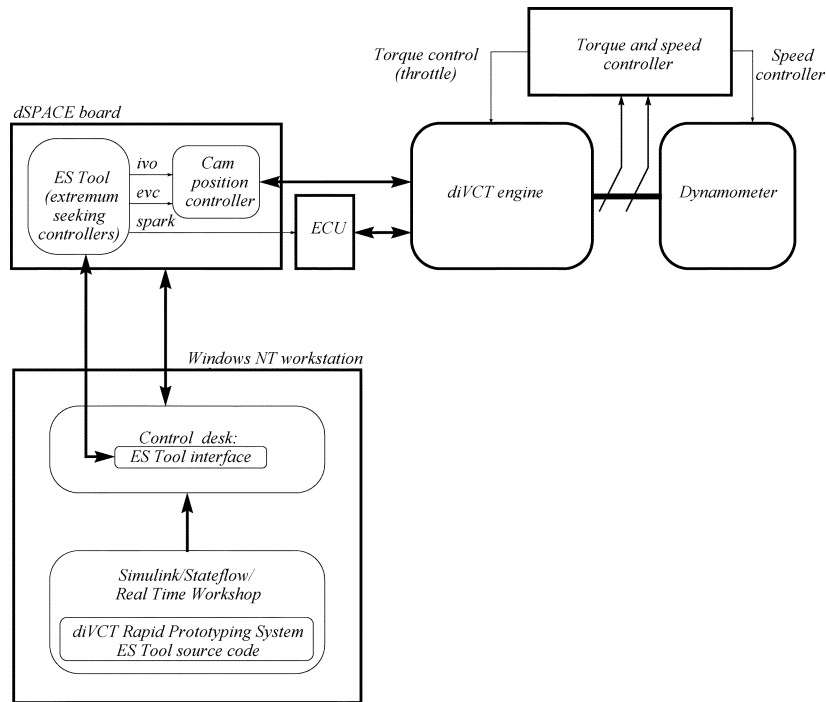 Torque control
(throttle)
Torque and speed
controller
Speed
controller
dSPACE board
ES Tool
(extremum
seeking
controllers)
ivo
evc
spark
Cam
position
controller
ECU
diVCT engine
Dynamometer
Windows NT workstation
Control desk:
ES Tool interface
Simulink/Stateflow/
Real Time Workshop
diVCT Rapid Prototyping System
ES Tool source code